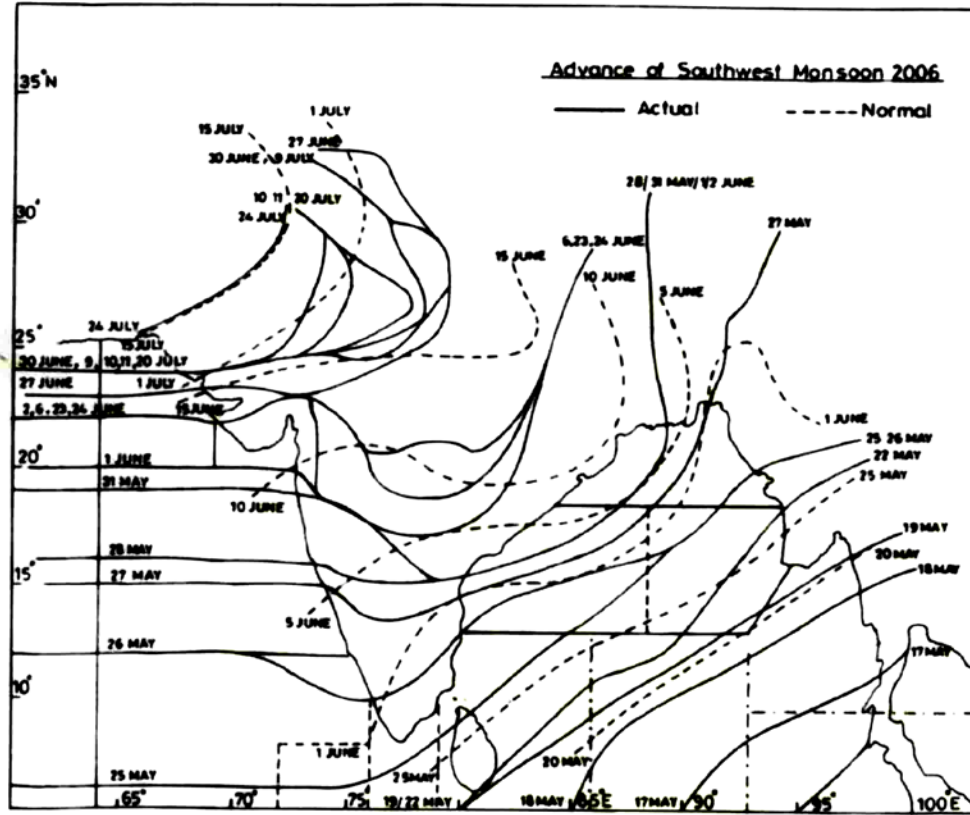 Advance of Southwest Monsoon 2006
Actual
Normal
35°N
1 JULY
15 JULY
27 JUNE
30 JUNE, 9 JULY
28/31 MAY/1/2 JUNE
10 11 20 JULY
30°
24 JULY
27 MAY
6,23,24 JUNE
15 JUNE
10 JUNE
5 JUNE
24 JULY
25°
15 JULY
30 JUNE, 9, 10,11,20 JULY
27 JUNE
1 JULY
2,6,23,24 JUNE
15 JUNE
1 JUNE
25 26 MAY
22 MAY
20°
1 JUNE
25 MAY
31 MAY
10 JUNE
19 MAY
28 MAY
20 MAY
15°
27 MAY
18 MAY
5 JUNE
26 MAY
17 MAY
10°
1 JUNE
20 MAY
25 MAY
25MAY
65°
70°
75°
19/22 MAY
18 MAY
85°E
17 MAY
90°
95°
100°E